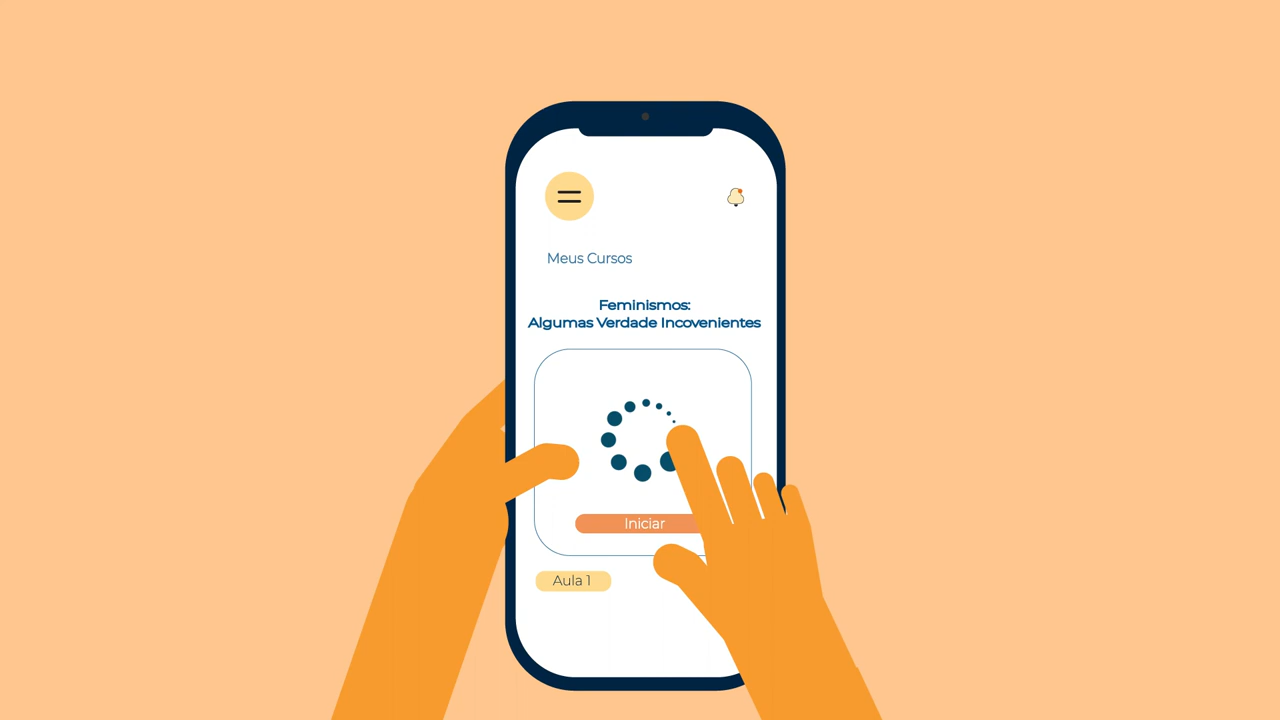 Meus Cursos
Feminismos:
Algumas Verdade Incovenientes
Iniciar
Aula 1